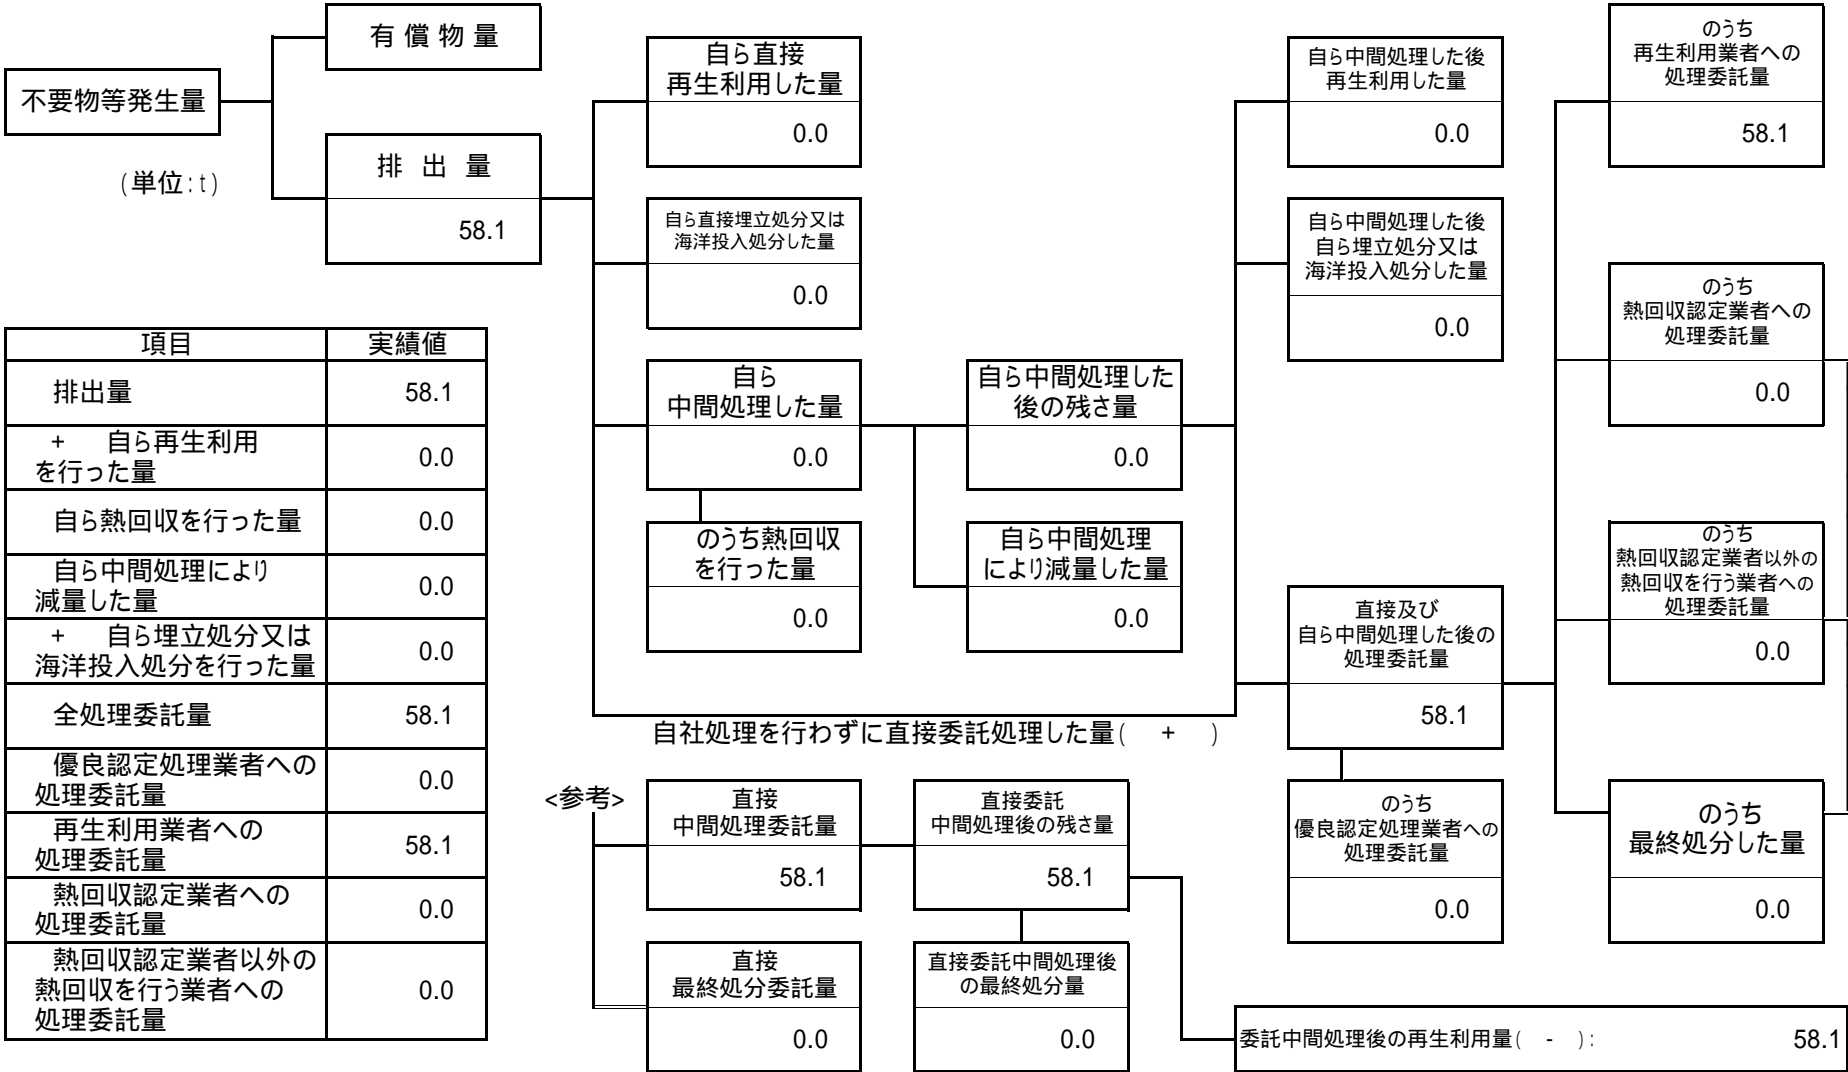 不要物等発生量
(単位:t)
有 償 物 量
排 出 量
58.1
自ら直接
再生利用した量
0.0
自ら直接埋立処分又は
海洋投入処分した量
0.0
自ら
中間処理した量
0.0
のうち熱回収
を行った量
0.0
自ら中間処理した
後の残さ量
0.0
自ら中間処理
により減量した量
0.0
自ら中間処理した後
再生利用した量
0.0
自ら中間処理した後
自ら埋立処分又は
海洋投入処分した量
0.0
直接及び
自ら中間処理した後の
処理委託量
58.1
のうち
優良認定処理業者への
処理委託量
0.0
のうち
再生利用業者への
処理委託量
58.1
のうち
熱回収認定業者への
処理委託量
0.0
のうち
熱回収認定業者以外の
熱回収を行う業者への
処理委託量
0.0
のうち
最終処分した量
0.0
自社処理を行わずに直接委託処理した量( + )
項目 実績値
排出量 58.1
+ 自ら再生利用
を行った量 0.0
自ら熱回収を行った量 0.0
自ら中間処理により
減量した量 0.0
+ 自ら埋立処分又は
海洋投入処分を行った量 0.0
全処理委託量 58.1
優良認定処理業者への
処理委託量 0.0
再生利用業者への
処理委託量 58.1
熱回収認定業者への
処理委託量 0.0
熱回収認定業者以外の
熱回収を行う業者への
処理委託量 0.0
<参考>
直接
中間処理委託量
58.1
直接委託
中間処理後の残さ量
58.1
直接
最終処分委託量
0.0
直接委託中間処理後
の最終処分量
0.0
委託中間処理後の再生利用量( - ): 58.1